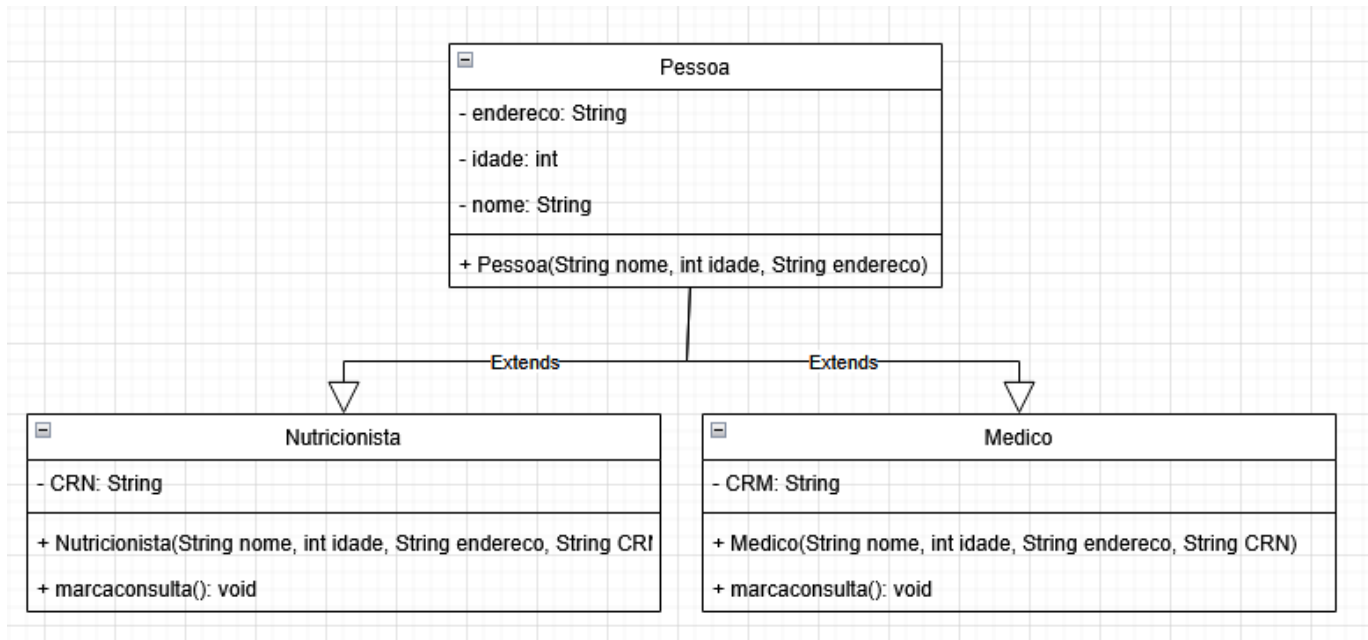 Pessoa
- endereco: String
- idade: int
- nome: String
+ Pessoa(String nome, int idade, String endereco)
Extends
Extends
Nutricionista
- CRN: String
+ Nutricionista(String nome, int idade, String endereco, String
+ marcaconsulta(): void
Medico
- CRM: String
+ Medico(String nome, int idade, String endereco, String CRN)
+ marcaconsulta(): void